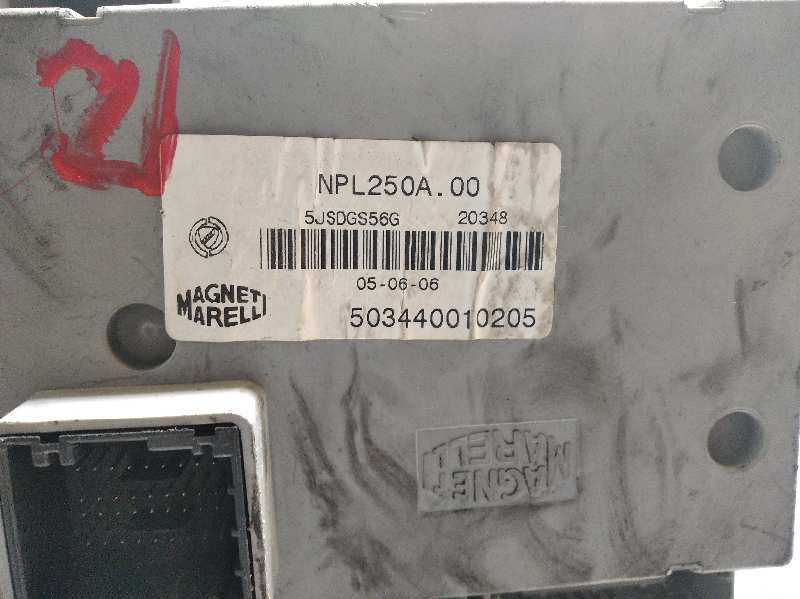 21
NPL250A.00
5JSDGS56G 20348
05-06-06
MAGNETI
MARELLI
503440010205
MAGNETI
MARELLI